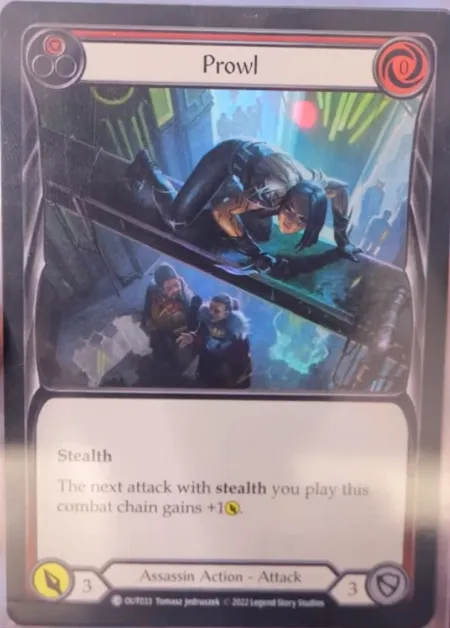 Prowl
0
Stealth
The next attack with stealth you play this
combat chain gains +1.
3
Assassin Action - Attack
3
C OUT033 Tomasz Jedruszek © 2022 Legend Story Studios